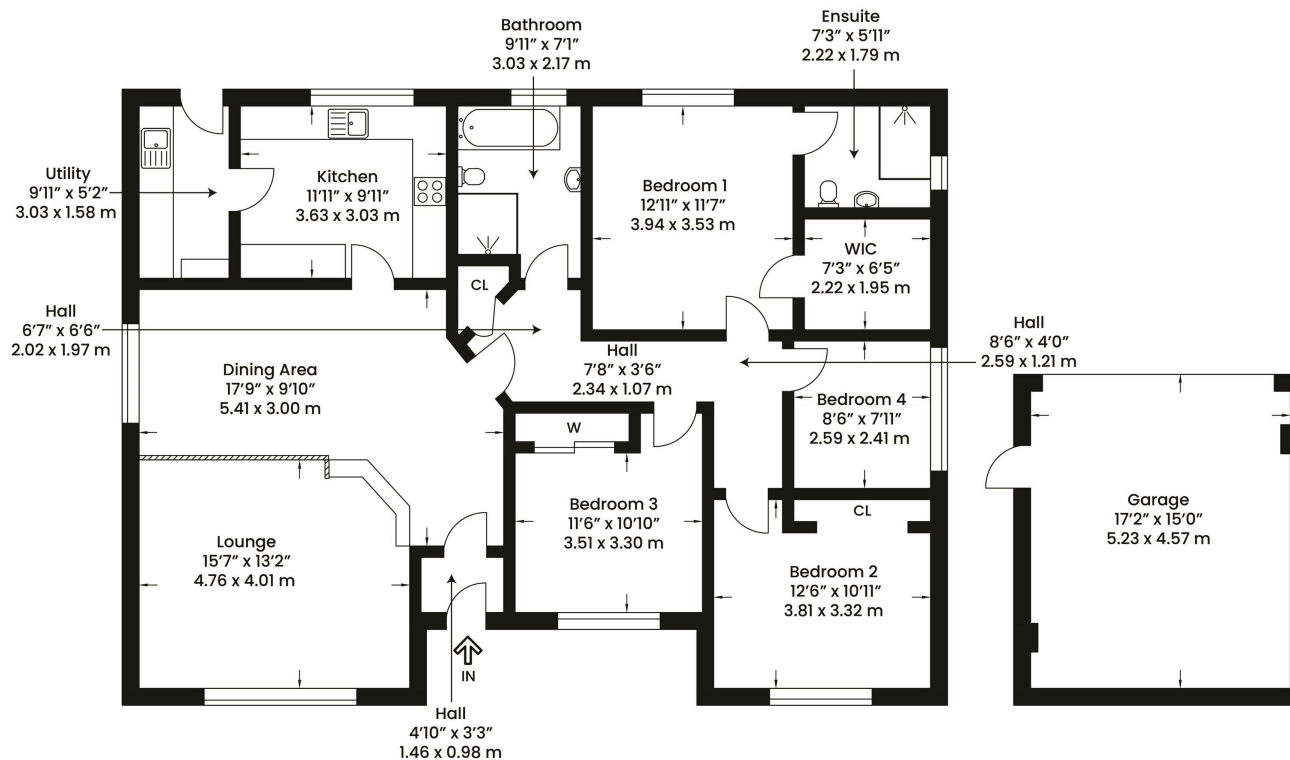 Bathroom
9'11” x 7'1”
3.03 x 2.17 m
Ensuite
7'3” x 5'11”
2.22 x 1.79 m
Utility
9'11” x 5'2”
3.03 x 1.58 m
Kitchen
11'11” x 9'11”
3.63 x 3.03 m
Bedroom 1
12'11” x 11'7”
3.94 x 3.53 m
WIC
7'3” x 6'5”
2.22 x 1.95 m
CL
Hall
6'7” x 6'6”
2.02 x 1.97 m
Hall
7'8” x 3'6”
2.34 x 1.07 m
Hall
8'6” x 4'0”
2.59 x 1.21 m
Dining Area
17'9” x 9'10”
5.41 x 3.00 m
Bedroom 4
8'6” x 7'11”
2.59 x 2.41 m
W
Bedroom 3
11'6” x 10'10”
3.51 x 3.30 m
CL
Garage
17'2” x 15'0”
5.23 x 4.57 m
Lounge
15'7” x 13'2”
4.76 x 4.01 m
Bedroom 2
12'6” x 10'11”
3.81 x 3.32 m
IN
Hall
4'10” x 3'3”
1.46 x 0.98 m